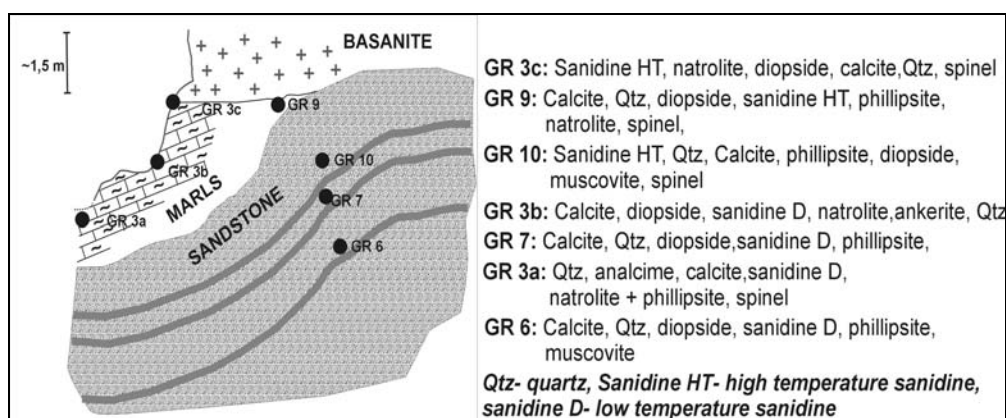 ~1,5 m
BASANITE
GR 3c
GR 9
GR 10
GR 3b
GR 7
GR 3a
MARLS
SANDSTONE
GR 6
GR 3c: Sanidine HT, natrolite, diopside, calcite,Qtz, spinel
GR 9: Calcite, Qtz, diopside, sanidine HT, phillipsite,
natrolite, spinel,
GR 10: Sanidine HT, Qtz, Calcite, phillipsite, diopside,
muscovite, spinel
GR 3b: Calcite, diopside, sanidine D, natrolite,ankerite, Qtz
GR 7: Calcite, Qtz, diopside,sanidine D, phillipsite,
GR 3a: Qtz, analcime, calcite,sanidine D,
natrolite + phillipsite, spinel
GR 6: Calcite, Qtz, diopside, sanidine D, phillipsite,
muscovite
Qtz- quartz, Sanidine HT- high temperature sanidine,
sanidine D- low temperature sanidine